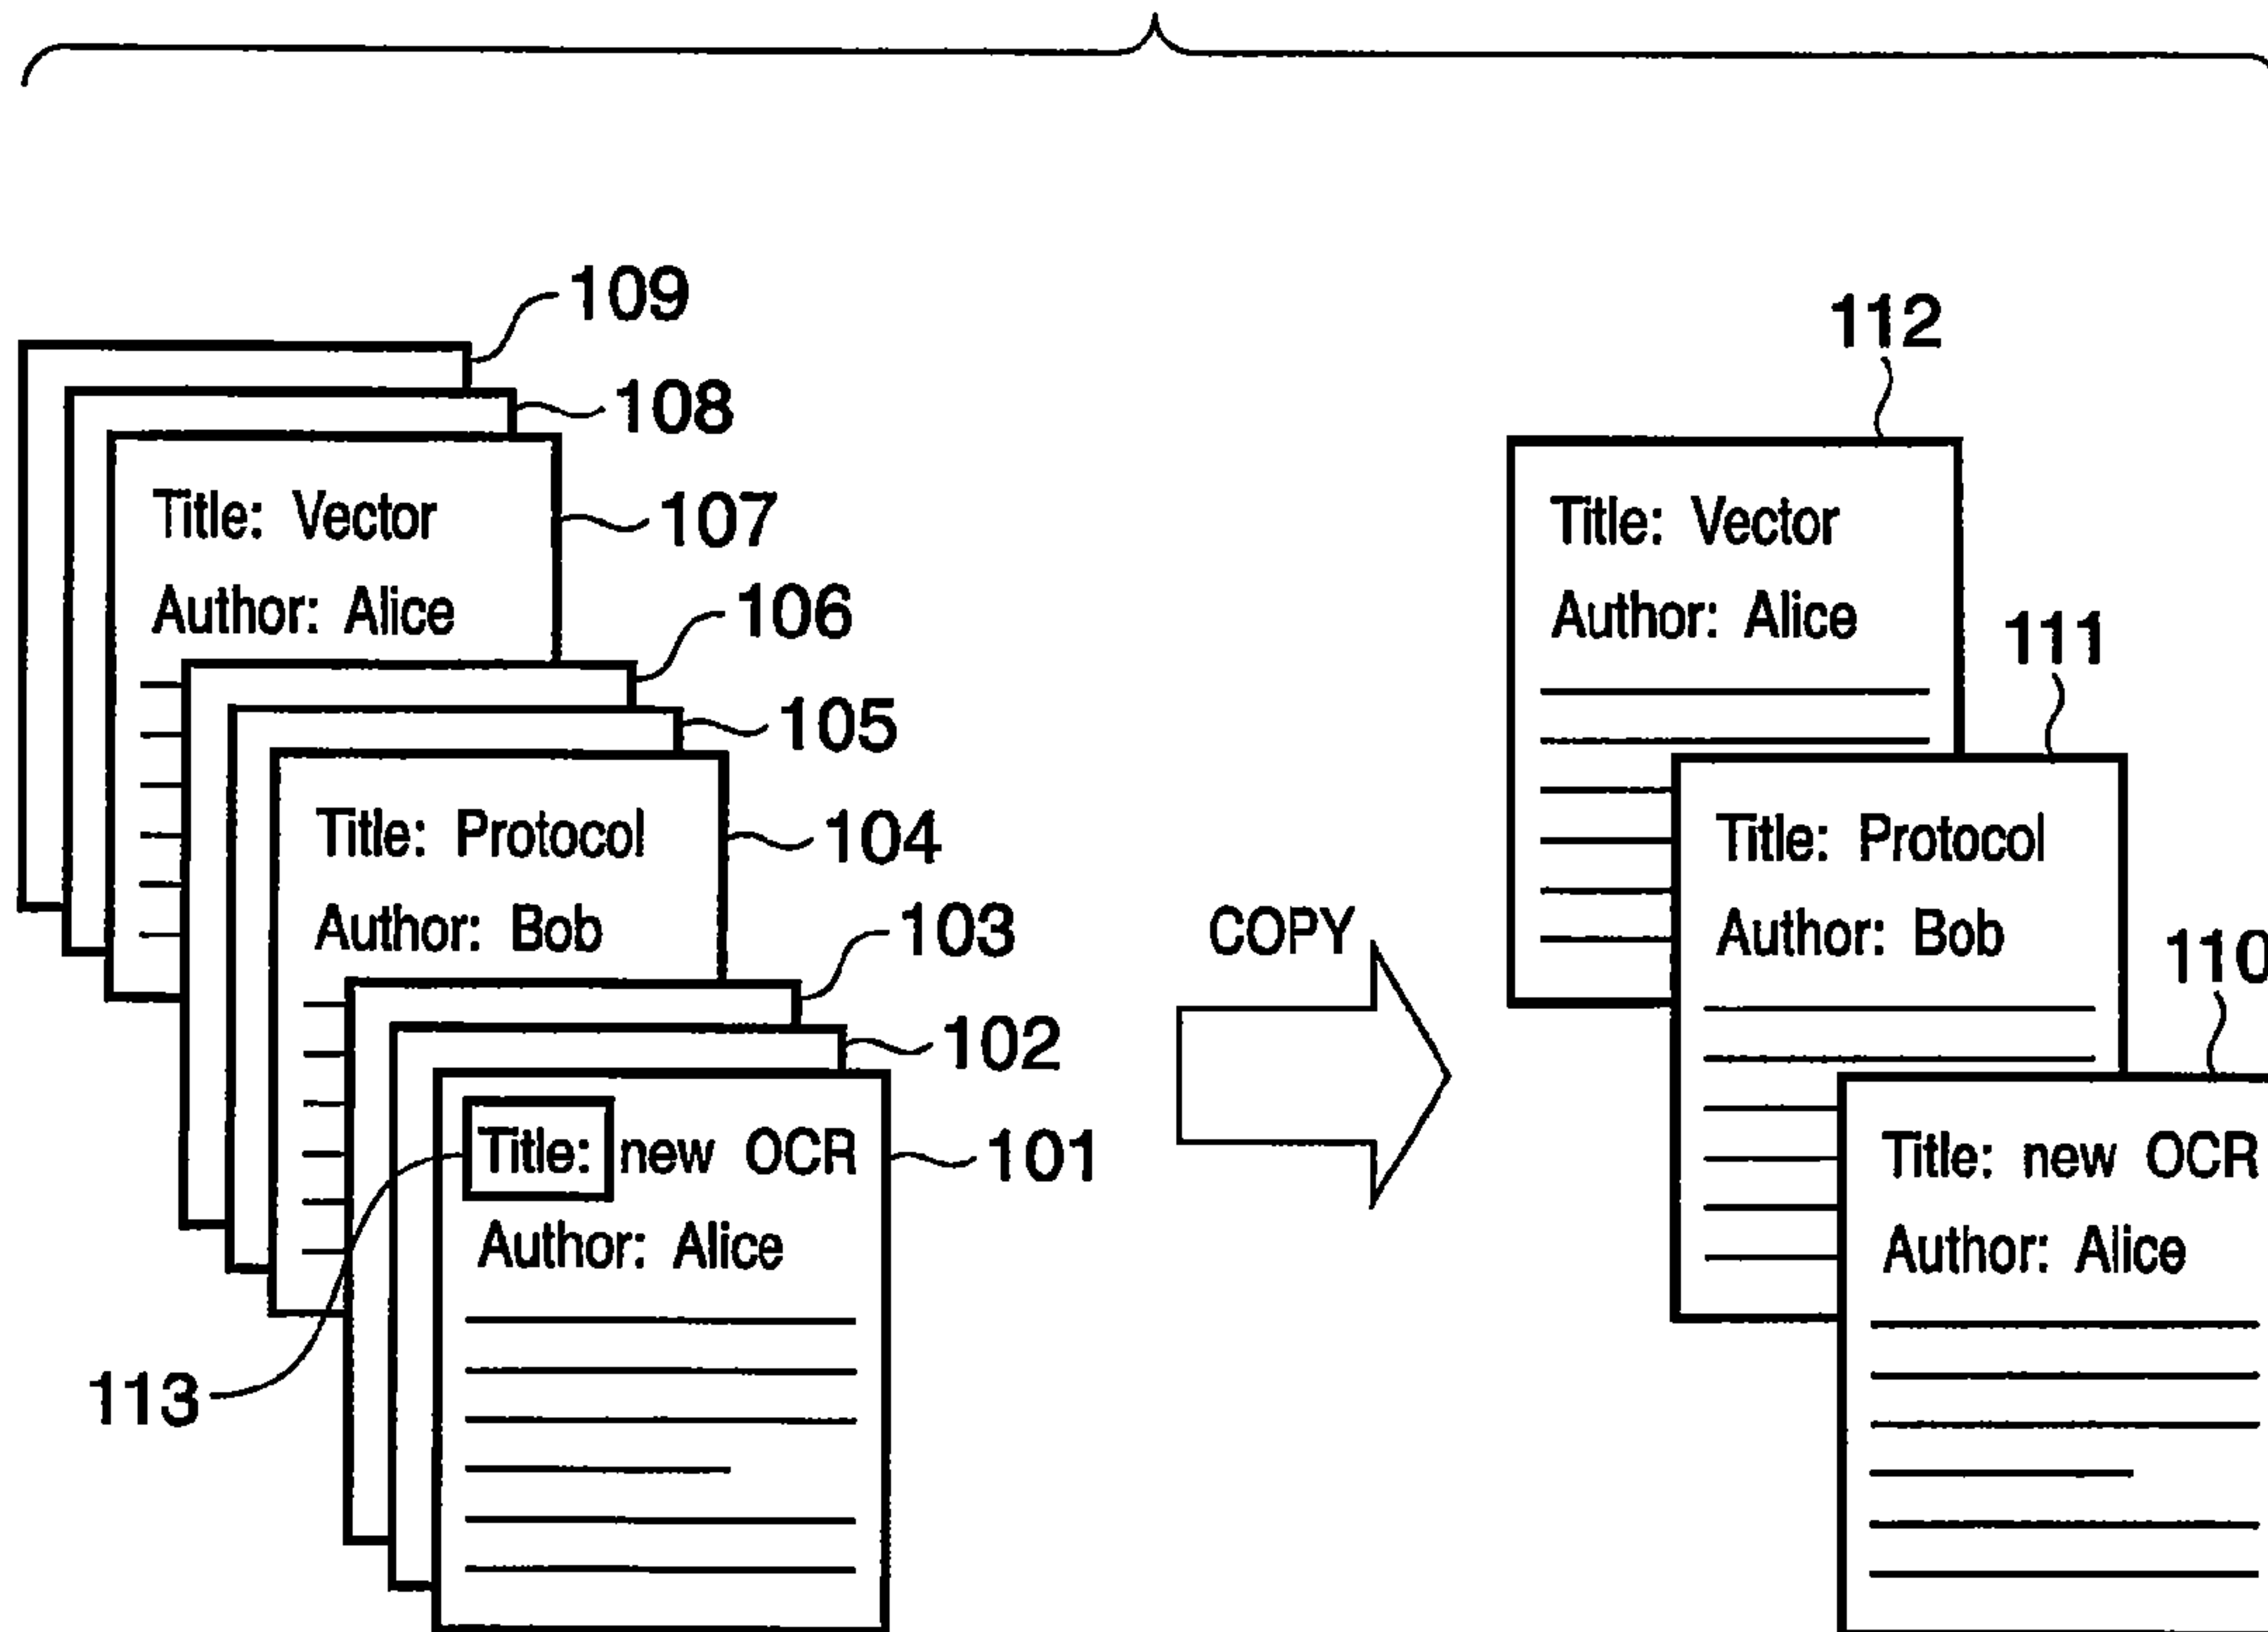 109
108
Title: Vector
Author: Alice
107
106
105
Title: Protocol
Author: Bob
104
103
102
Title: new OCR
Author: Alice
101
113
COPY
112
Title: Vector
Author: Alice
111
Title: Protocol
Author: Bob
110
Title: new OCR
Author: Alice